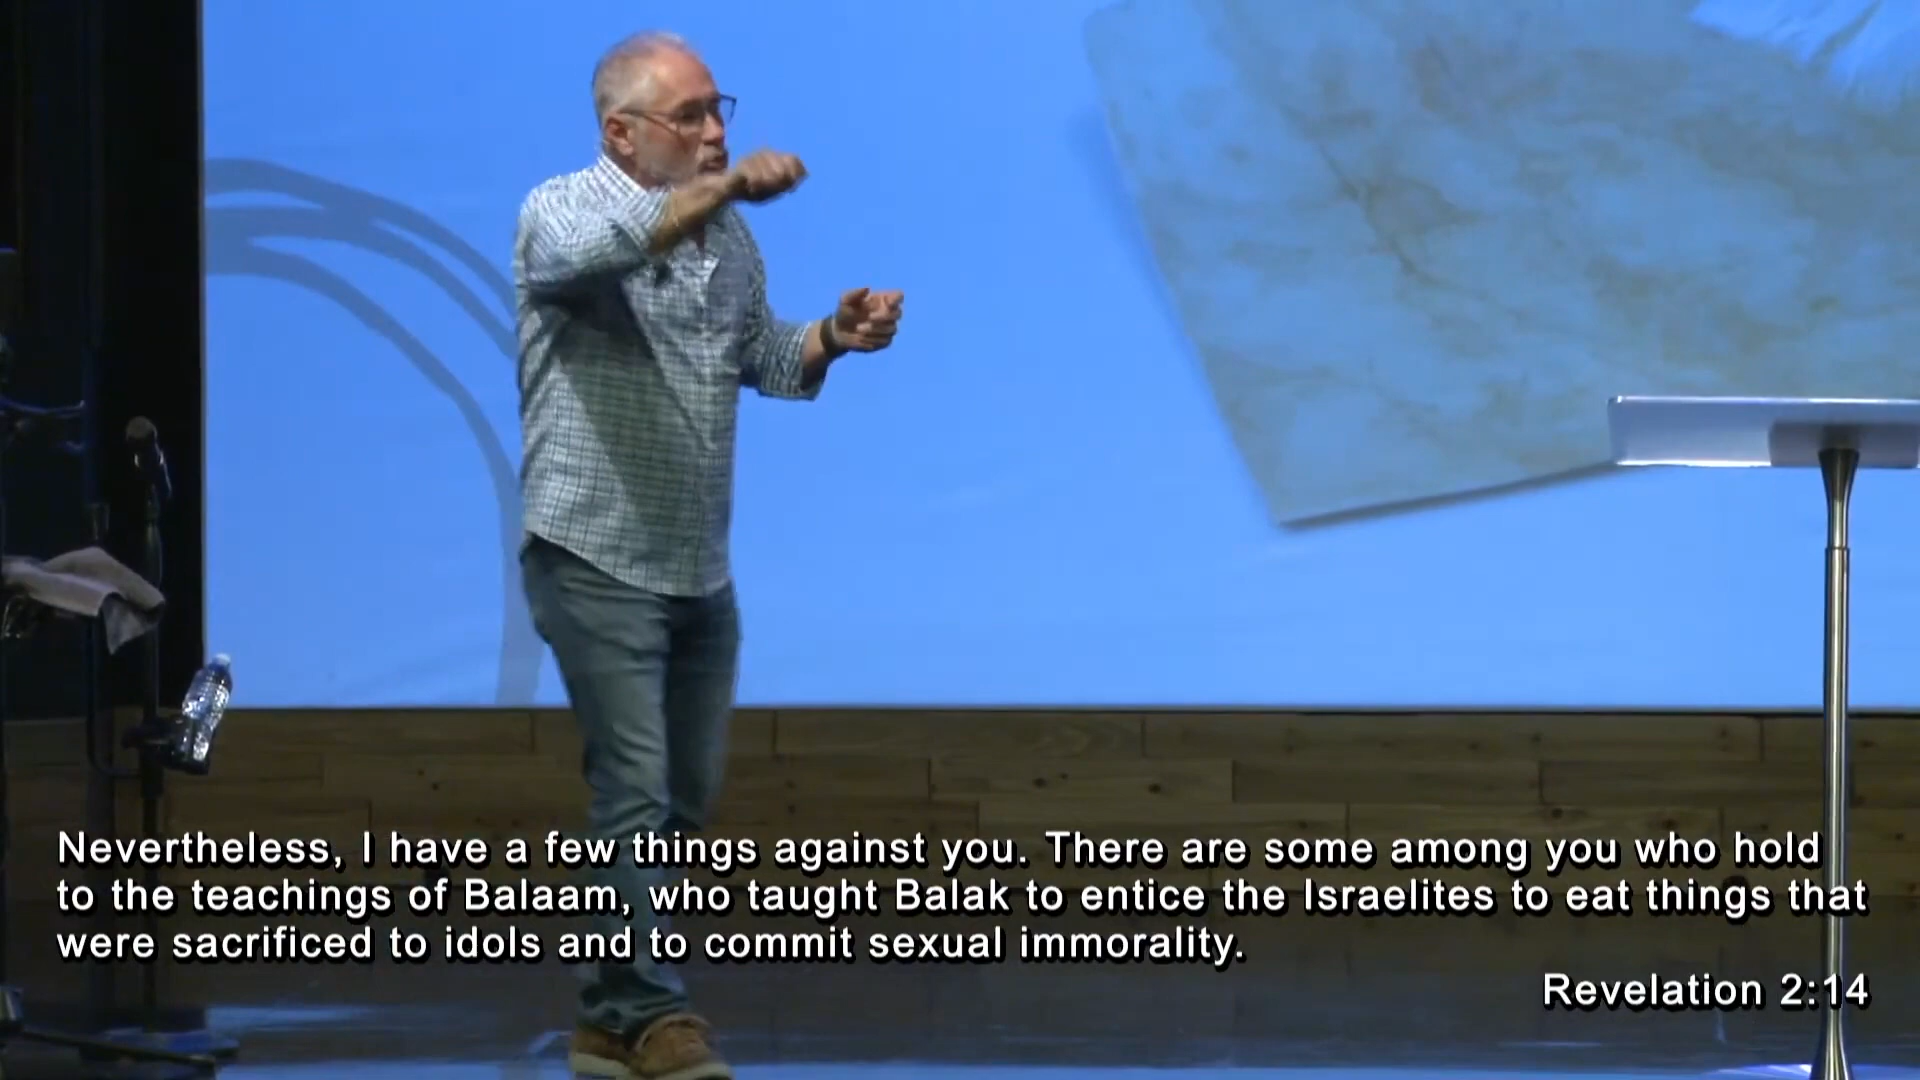 Nevertheless, I have a few things against you. There are some among you who hold
to the teachings of Balaam, who taught Balak to entice the Israelites to eat things that
were sacrificed to idols and to commit sexual immorality.
Revelation 2:14